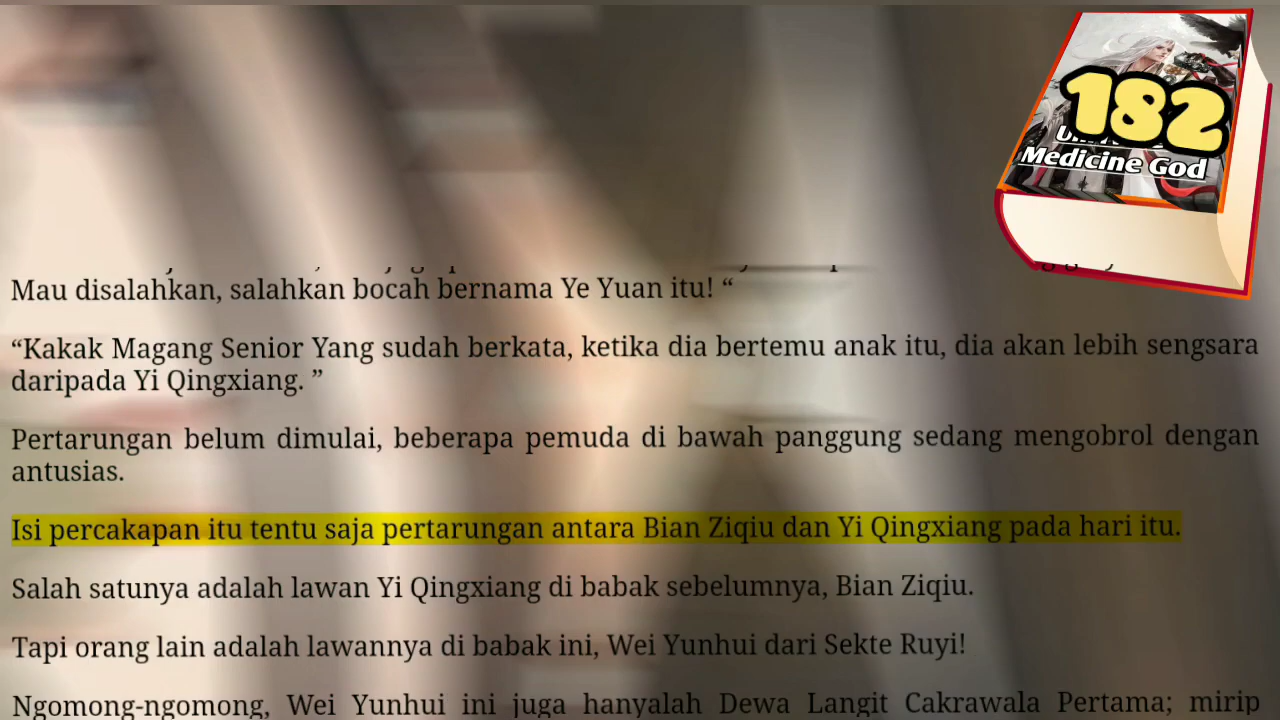 182
Medicine God
Mau disalahkan, salahkan bocah bernama Ye Yuan itu! “
“Kakak Magang Senior Yang sudah berkata, ketika dia bertemu anak itu, dia akan lebih sengsara
daripada Yi Qingxiang. ”
Pertarungan belum dimulai, beberapa pemuda di bawah panggung sedang mengobrol dengan
antusias.
Isi percakapan itu tentu saja pertarungan antara Bian Ziqiu dan Yi Qingxiang pada hari itu.
Salah satunya adalah lawan Yi Qingxiang di babak sebelumnya, Bian Ziqiu.
Tapi orang lain adalah lawannya di babak ini, Wei Yunhui dari Sekte Ruyi!
Ngomong-ngomong, Wei Yunhui ini juga hanyalah Dewa Langit Cakrawala Pertama; mirip